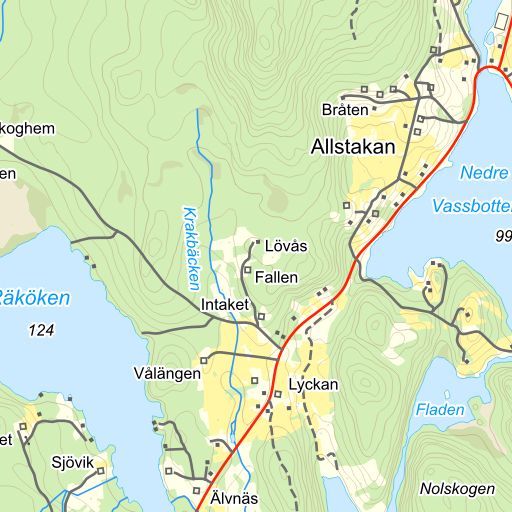 Bråten
Allstakan
koghem
en
Nedre
Vassbotten
99
Krakbäcken
Lövås
Fallen
Råköken
124
Intaket
Vålängen
Lyckan
Fladen
et
Sjövik
Älvnäs
Nolskogen